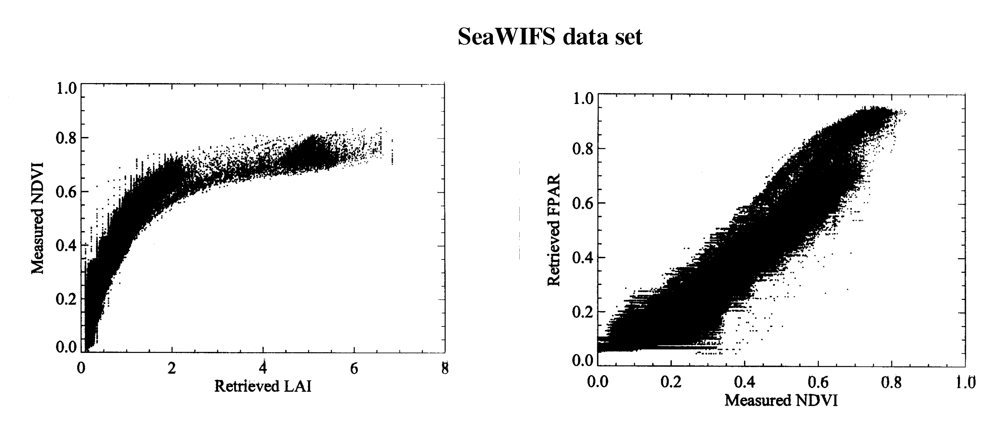 SeaWIFS data set
1.0
0.8
0.6
0.4
0.2
0.0
Measured NDVI
0 2 4 6 8
Retrieved LAI
1.0
0.8
0.6
0.4
0.2
0.0
Retrieved FPAR
0.0 0.2 0.4 0.6 0.8 1.0
Measured NDVI